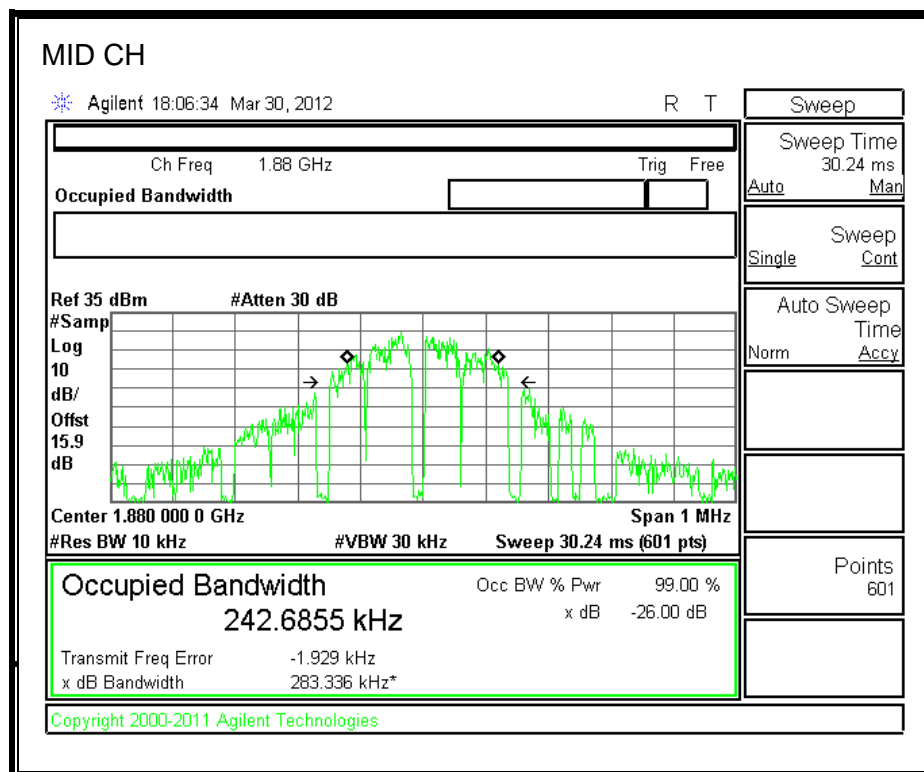 MID CH
Agilent 18:06:34 Mar 30, 2012 R T
Sweep
Ch Freq 1.88 GHz Trig Free
Occupied Bandwidth
Sweep Time
30.24 ms
Auto Man
Sweep
Single Cont
Auto Sweep
Time
Norm Accy
Points
601
Ref 35 dBm #Atten 30 dB
#Samp
Log
10
dB/
Offst
15.9
dB
Center 1.880 000 0 GHz Span 1 MHz
#Res BW 10 kHz #VBW 30 kHz Sweep 30.24 ms (601 pts)
Occupied Bandwidth Occ BW % Pwr 99.00 %
242.6855 kHz x dB -26.00 dB
Transmit Freq Error -1.929 kHz
x dB Bandwidth 283.336 kHz*
Copyright 2000-2011 Agilent Technologies